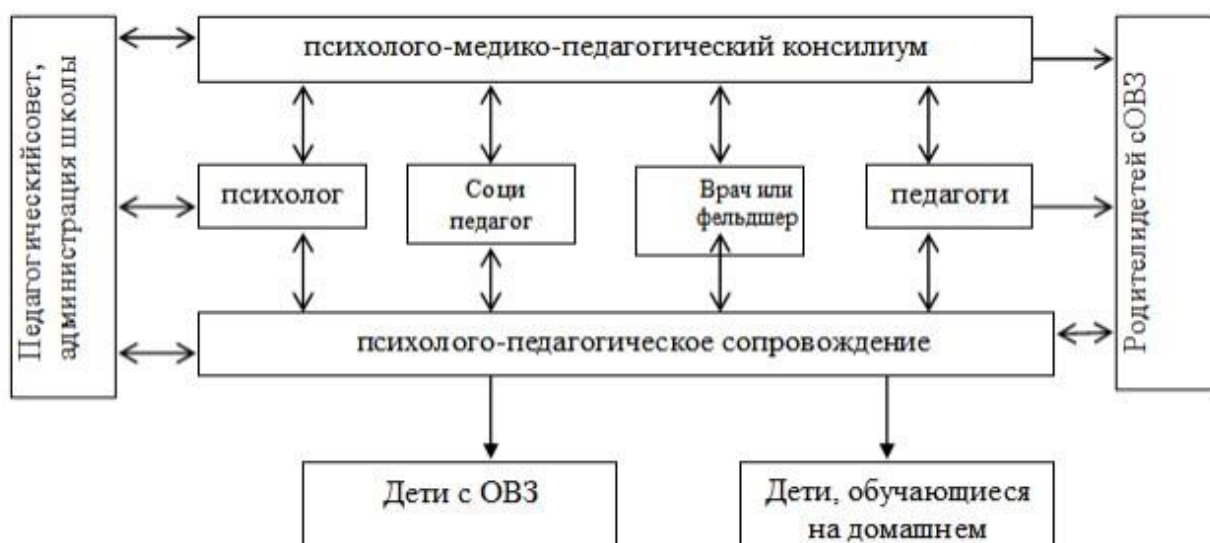 Педагогическийсовет,
администрация школы
психолого-медико-педагогический консилиум
Родителидетей сОВЗ
психолог
Соци
педагог
Врач или
фельдшер
педагоги
психолого-педагогическое сопровождение
Дети с ОВЗ
Дети, обучающиеся
на домашнем